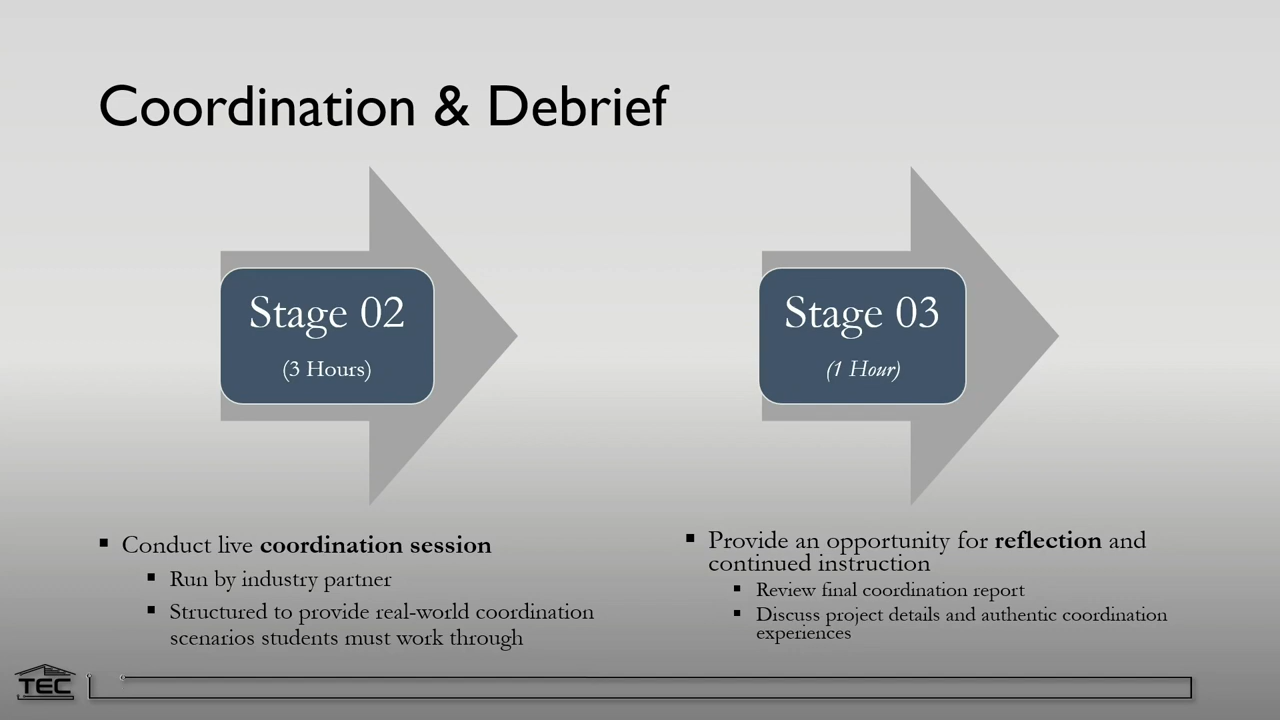 Coordination & Debrief
Stage 02
(3 Hours)
Stage 03
(1 Hour)
▪ Conduct live coordination session
▪ Run by industry partner
▪ Structured to provide real-world coordination
scenarios students must work through
▪ Provide an opportunity for reflection and
continued instruction
▪ Review final coordination report
▪ Discuss project details and authentic coordination
experiences
TEC